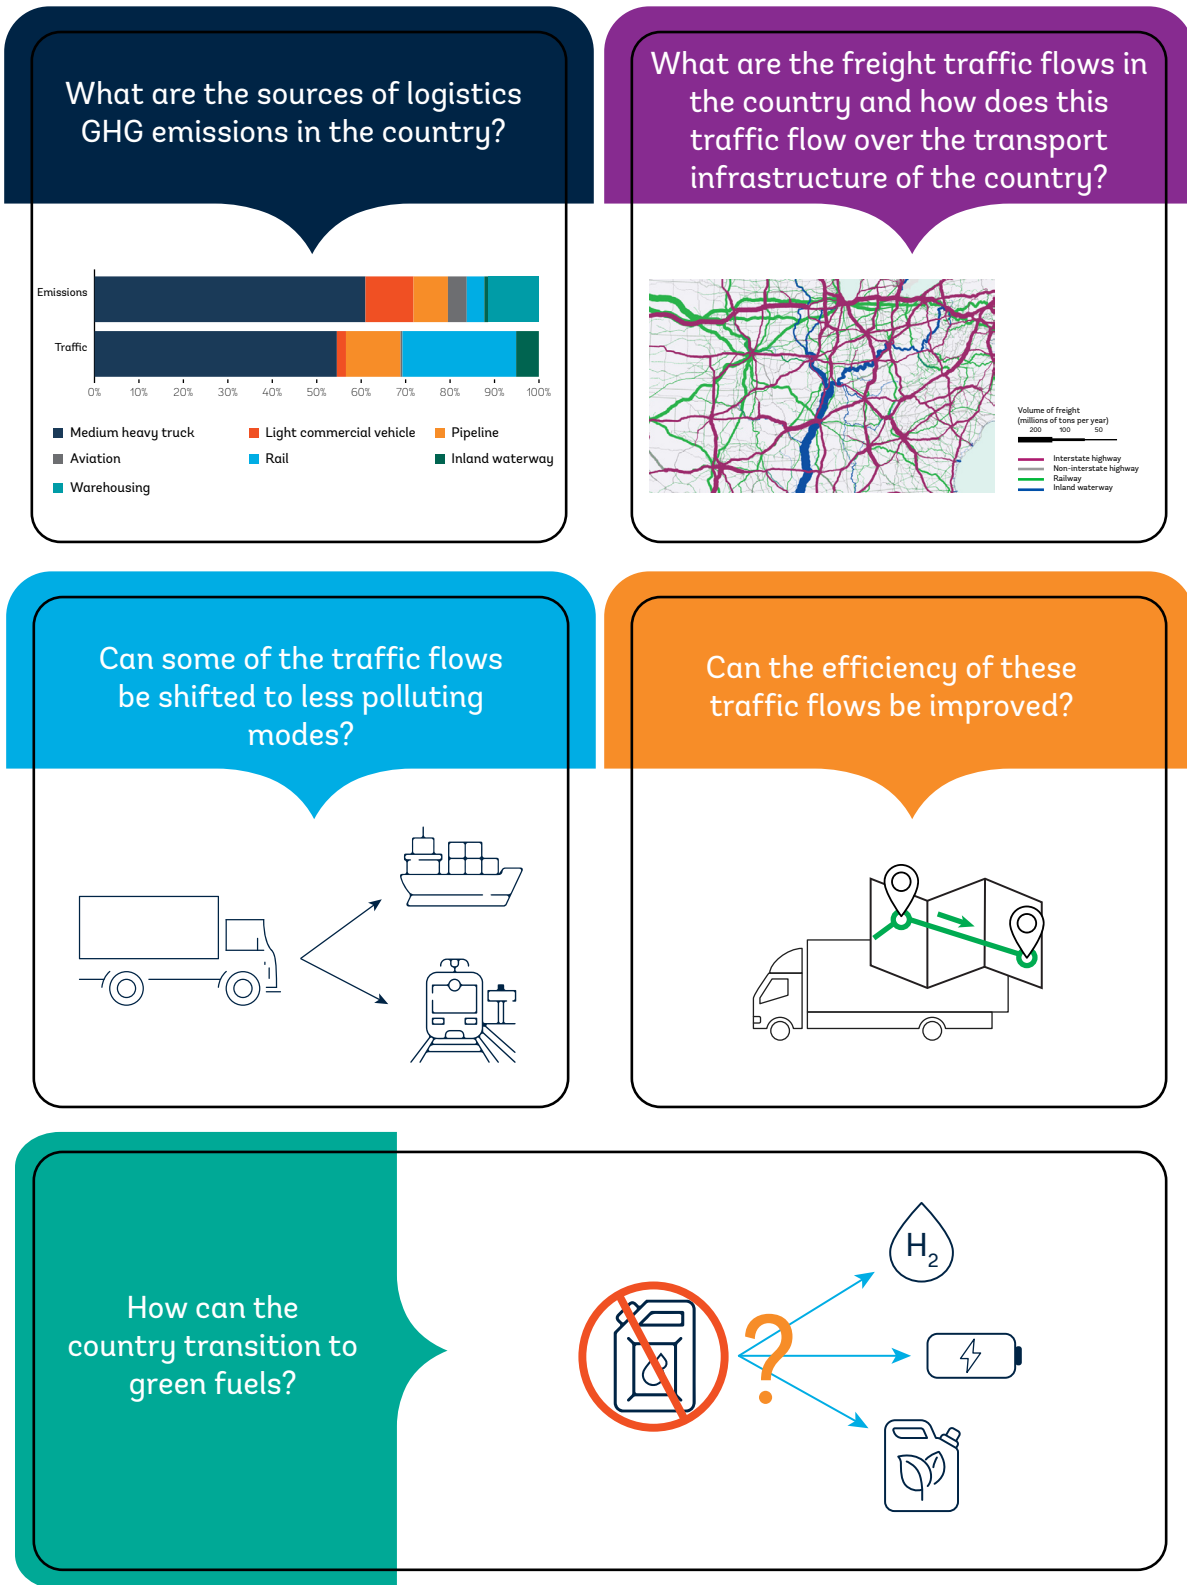 What are the sources of logistics
GHG emissions in the country?
Emissions
Traffic
0% 10% 20% 30% 40% 50% 60% 70% 80% 90% 100%
Medium heavy truck
Light commercial vehicle
Pipeline
Aviation
Rail
Inland waterway
Warehousing
What are the freight traffic flows in
the country and how does this
traffic flow over the transport
infrastructure of the country?
Volume of freight
(millions of tons per year)
200 100 50
Interstate highway
Non-interstate highway
Railway
Inland waterway
Can some of the traffic flows
be shifted to less polluting
modes?
Can the efficiency of these
traffic flows be improved?
How can the
country transition to
green fuels?
?
H2